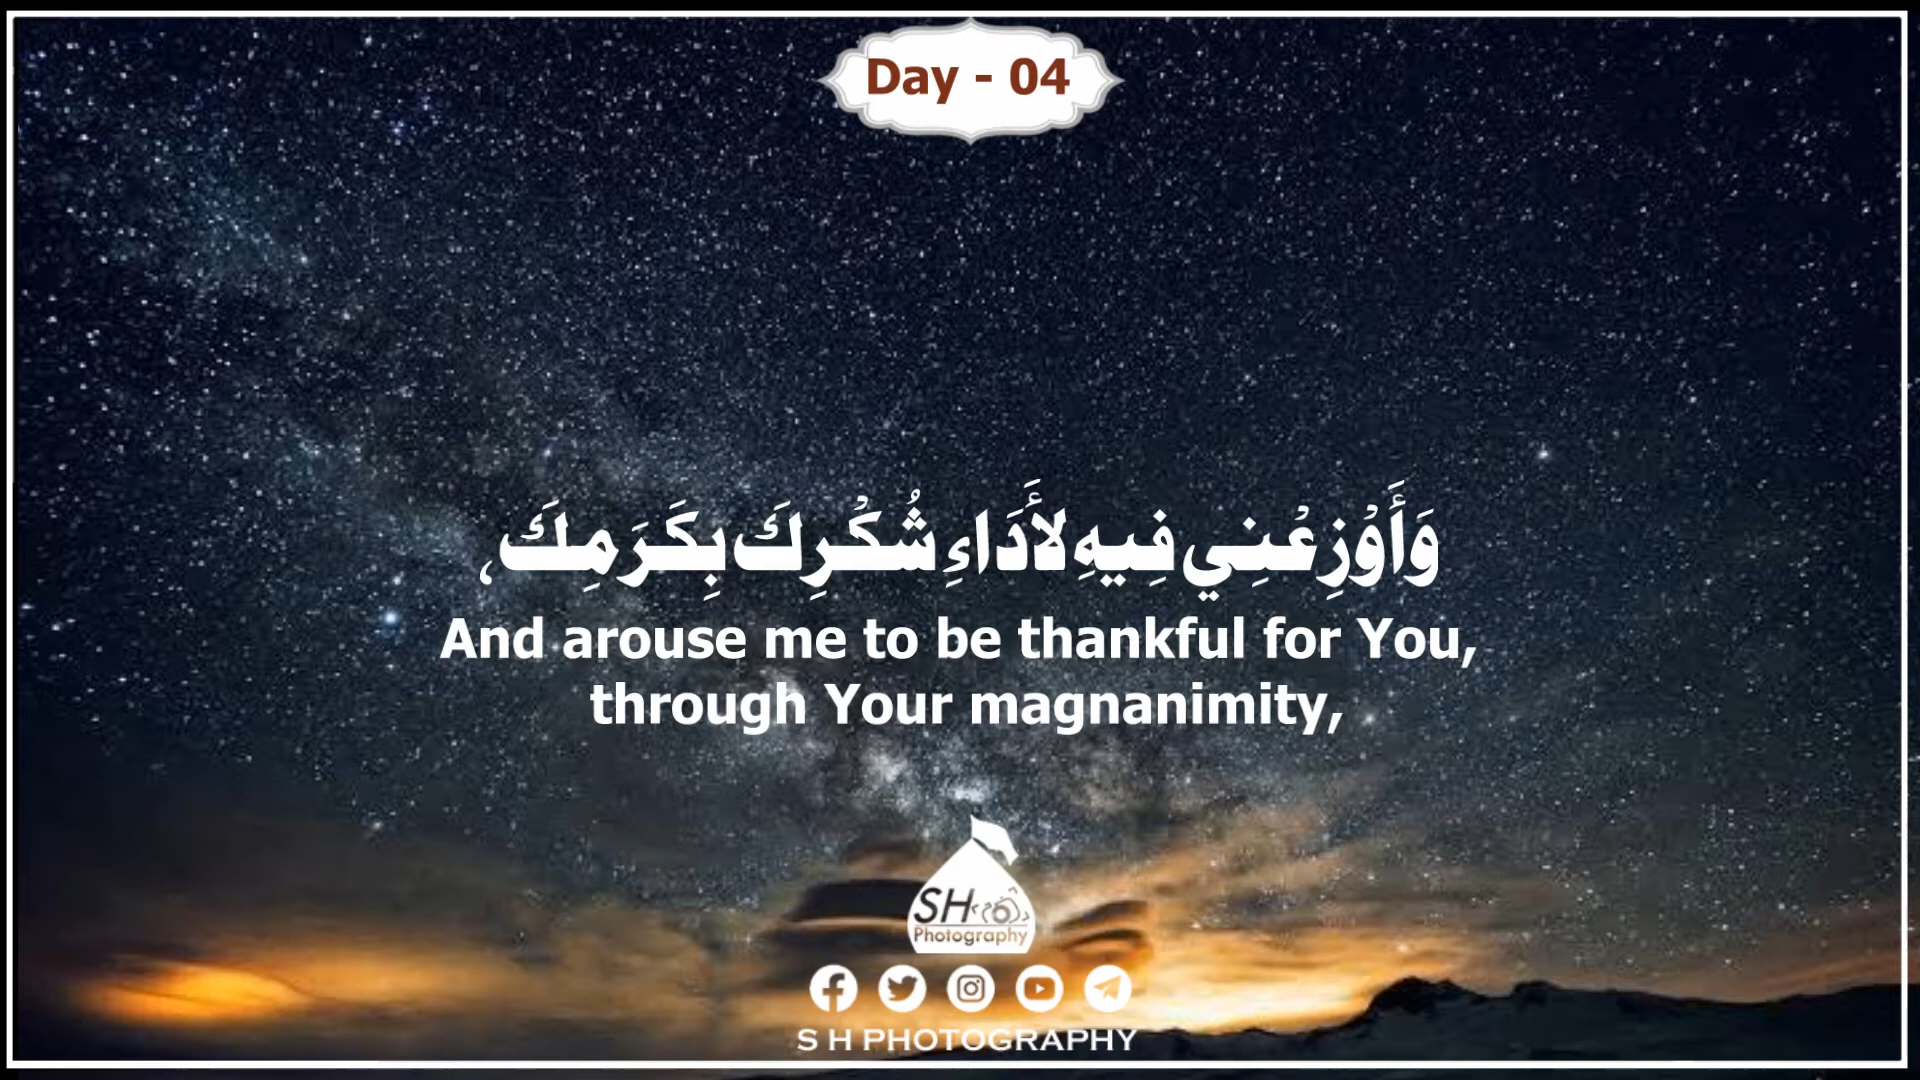 Day - 04
وَأَوْزِعْنِي فِيهِ لأَدَاءِ شُكْرِكَ بِكَرَمِكَ،
And arouse me to be thankful for You,
through Your magnanimity,
SH
Photography
S H PHOTOGRAPHY